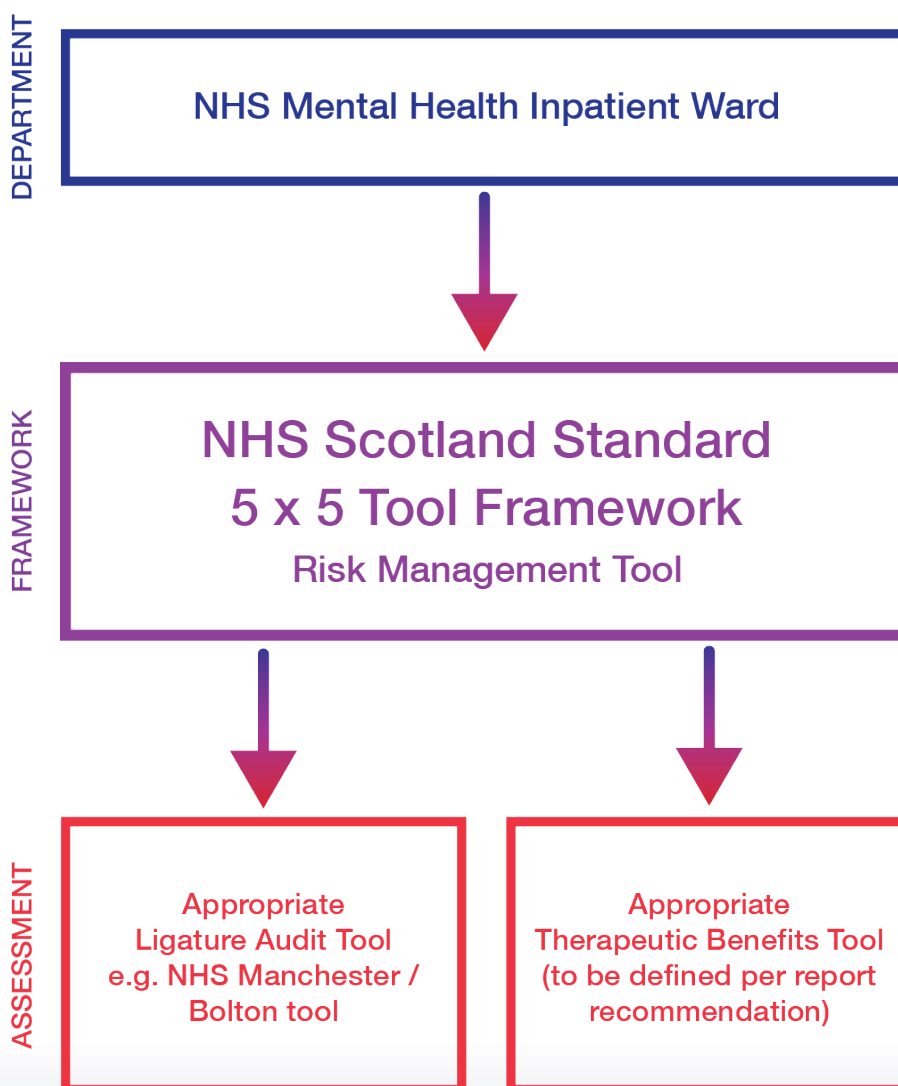 DEPARTMENT
NHS Mental Health Inpatient Ward
FRAMEWORK
NHS Scotland Standard
5 x 5 Tool Framework
Risk Management Tool
ASSESSMENT
Appropriate
Ligature Audit Tool
e.g. NHS Manchester /
Bolton tool
Appropriate
Therapeutic Benefits Tool
(to be defined per report
recommendation)